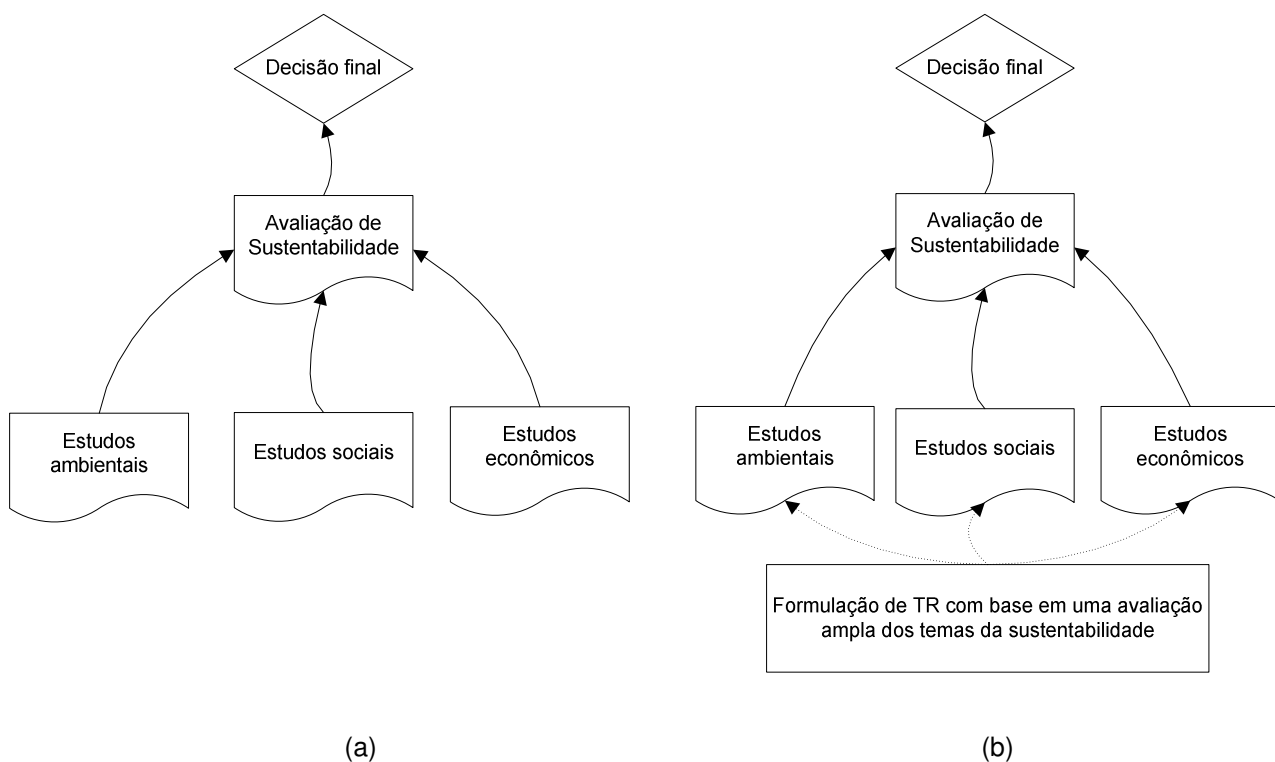 Decisão final
Avaliação de
Sustentabilidade
Estudos
ambientais
Estudos sociais
Estudos
econômicos
(a)
Decisão final
Avaliação de
Sustentabilidade
Estudos
ambientais
Estudos sociais
Estudos
econômicos
Formulação de TR com base em uma avaliação
ampla dos temas da sustentabilidade
(b)